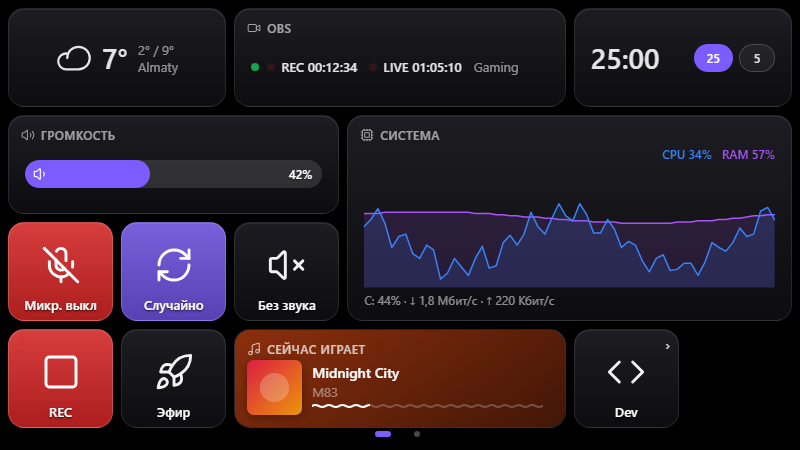 7° 2° / 9°
Almaty
OBS
REC 00:12:34 LIVE 01:05:10 Gaming
25:00 25 5
ГРОМКОСТЬ
42%
СИСТЕМА
CPU 34% RAM 57%
C: 44% · ↓ 1,8 Мбит/с · ↑ 220 Кбит/с
Микр. выкл
Случайно
Без звука
REC
Эфир
СЕЙЧАС ИГРАЕТ
Midnight City
M83
Dev